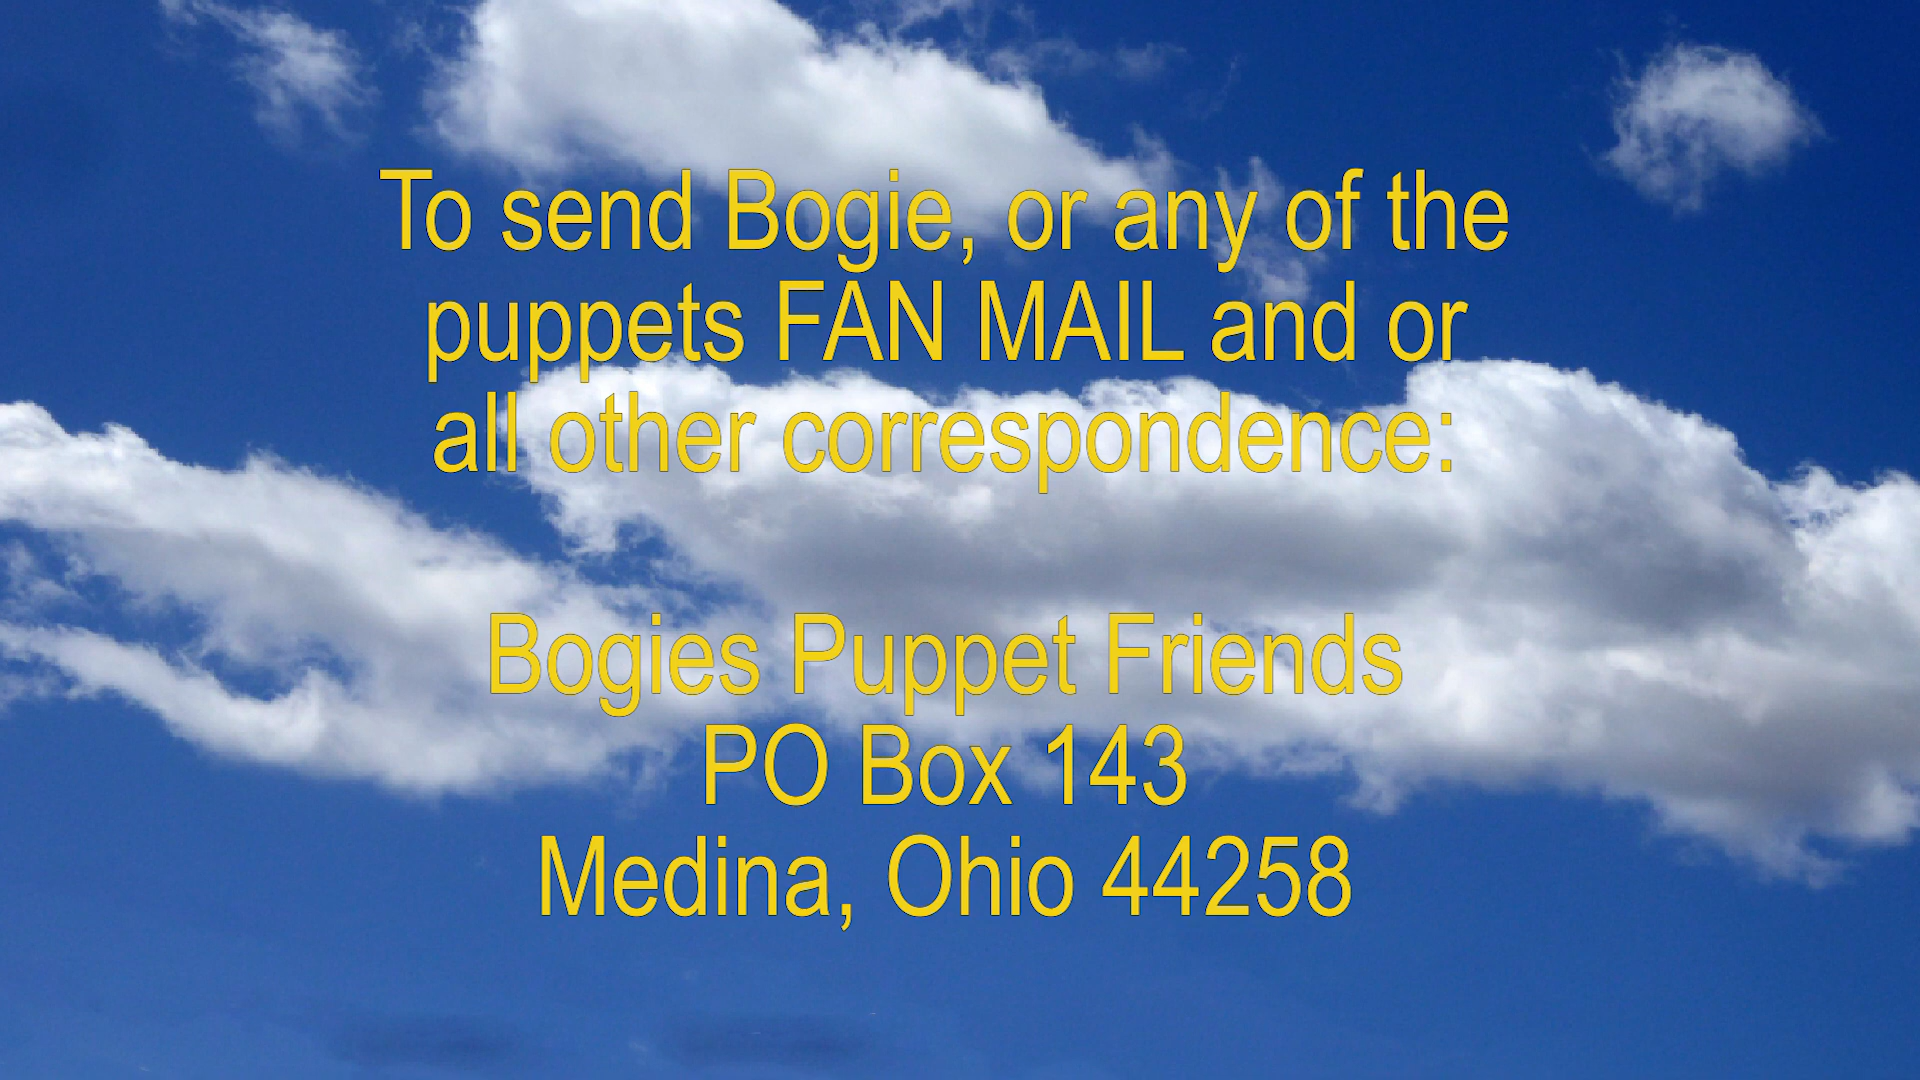 To send Bogie, or any of the
puppets FAN MAIL and or
all other correspondence:
Bogies Puppet Friends
PO Box 143
Medina, Ohio 44258